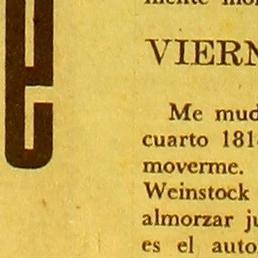 VIERN
Me mud
cuarto 181
moverme.
Weinstock
almorzar ju
es el auto